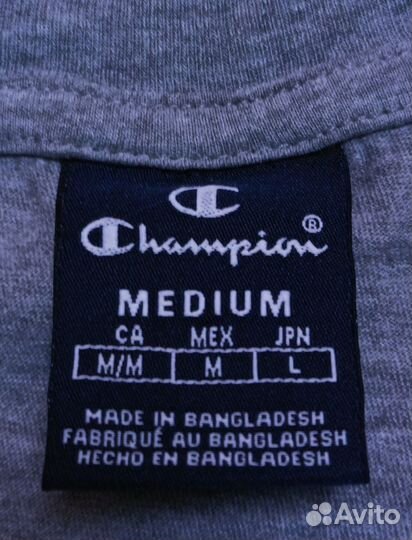 Champion®
MEDIUM
CA MEX JPN
M/M M L
MADE IN BANGLADESH
FABRIQUÉ AU BANGLADESH
HECHO EN BANGLADESH
Avito